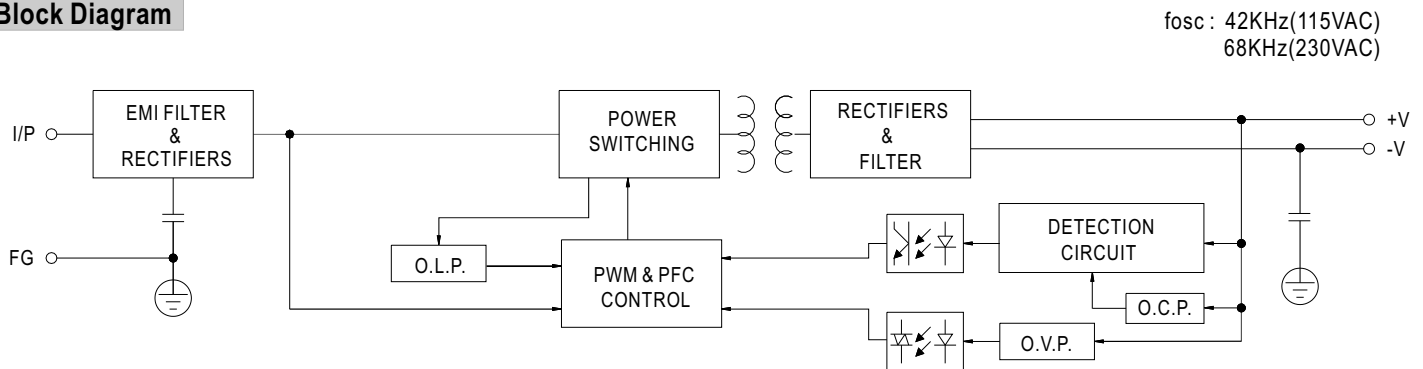 Block Diagram
fosc : 42KHz(115VAC)
68KHz(230VAC)
I/P
EMI FILTER
&
RECTIFIERS
POWER
SWITCHING
RECTIFIERS
&
FILTER
+V
-V
FG
O.L.P.
PWM & PFC
CONTROL
DETECTION
CIRCUIT
O.C.P.
O.V.P.